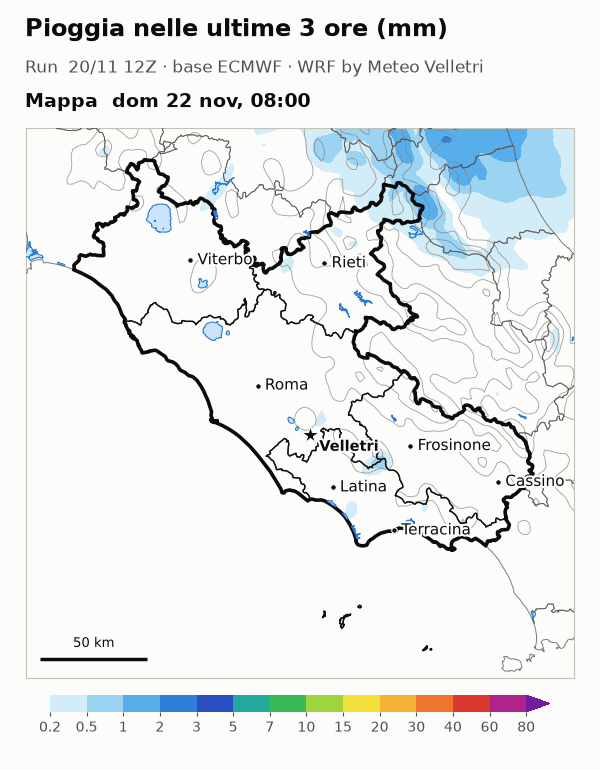 Pioggia nelle ultime 3 ore (mm)
Run  20/11 12Z · base ECMWF · WRF by Meteo Velletri
Mappa  dom 22 nov, 08:00
Viterbo
Rieti
Roma
Velletri
Frosinone
Latina
Cassino
Terracina
50 km
0.2 0.5 1 2 3 5 7 10 15 20 30 40 60 80